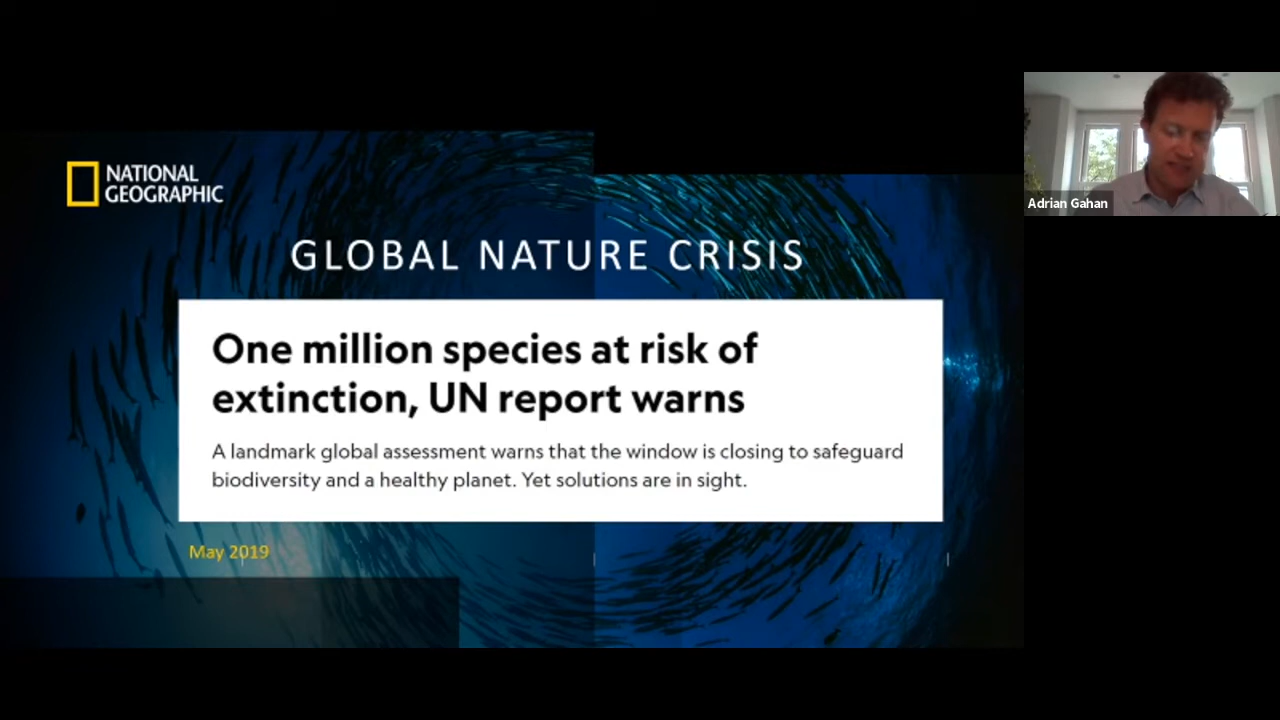 NATIONAL
GEOGRAPHIC
GLOBAL NATURE CRISIS
One million species at risk of
extinction, UN report warns
A landmark global assessment warns that the window is closing to safeguard
biodiversity and a healthy planet. Yet solutions are in sight.
May 2019
Adrian Gahan